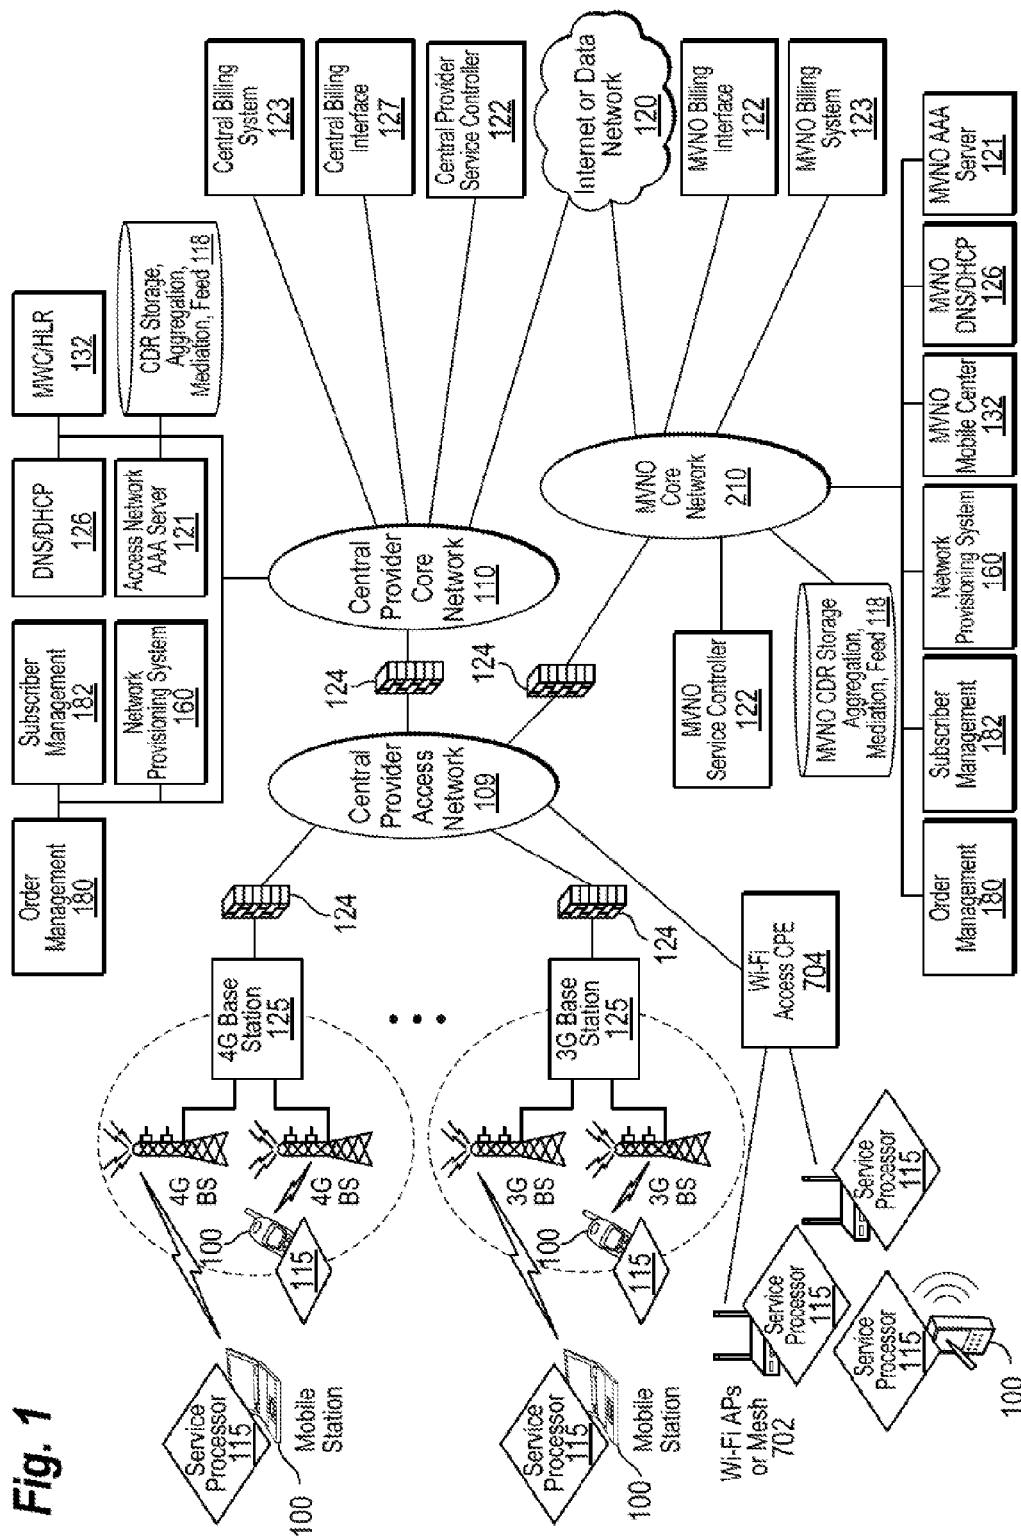 Fig. 1
Order
Management
180
Subscriber
Management
182
Network
Provisioning System
160
DNS/DHCP
126
Access Network
AAA Server
121
MWC/HLR
132
CDR Storage,
Aggregation,
Mediation, Feed 118
Central Billing
System
123
Central Billing
Interface
127
Central Provider
Service Controller
122
Internet or Data
Network
120
MVNO Billing
Interface
122
MVNO Billing
System
123
Central
Provider
Core
Network
110
MVNO
Core
Network
210
124
124
Central
Provider
Access
Network
109
124
124
4G Base
Station
125
4G
BS
4G
BS
100
115
Service
Processor
115
100
Mobile
Station
3G Base
Station
125
3G
BS
3G
BS
100
115
Service
Processor
115
100
Mobile
Station
Wi-Fi
Access CPE
704
Wi-Fi APs
or Mesh
702
Service
Processor
115
Service
Processor
115
Service
Processor
115
100
MVNO
Service Controller
122
MVNO CDR Storage
Aggregation,
Mediation, Feed 118
Order
Management
180
Subscriber
Management
182
Network
Provisioning System
160
MVNO
Mobile Center
132
MVNO
DNS/DHCP
126
MVNO AAA
Server
121